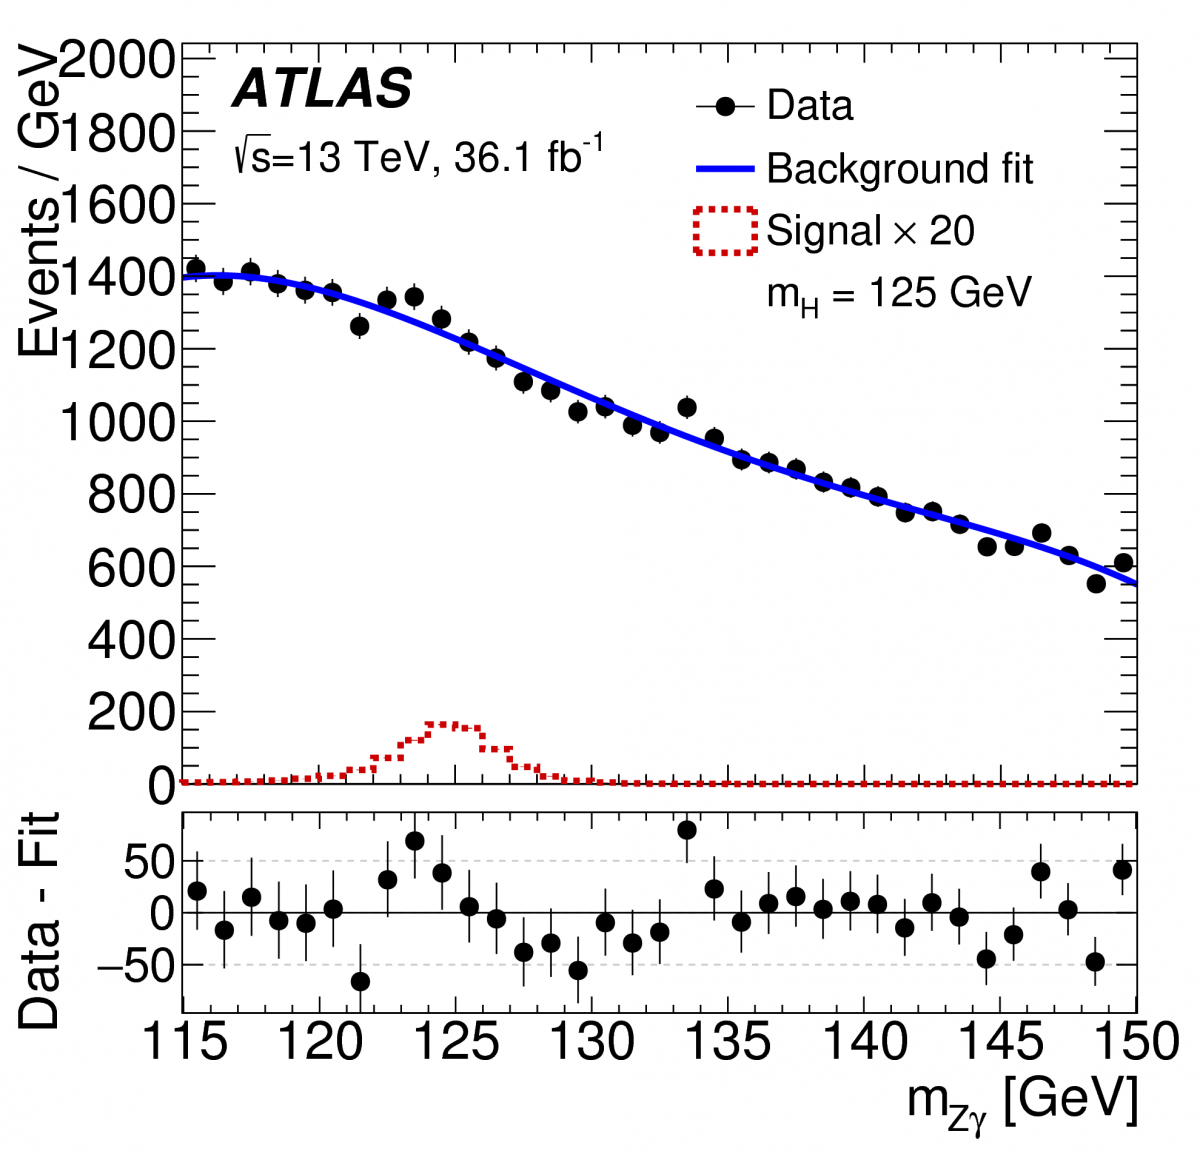 Events / GeV
2000
1800
1600
1400
1200
1000
800
600
400
200
0
ATLAS
√s=13 TeV, 36.1 fb⁻¹
Data
Background fit
Signal × 20
m_H = 125 GeV
Data - Fit
50
0
−50
115 120 125 130 135 140 145 150
m_Zγ [GeV]